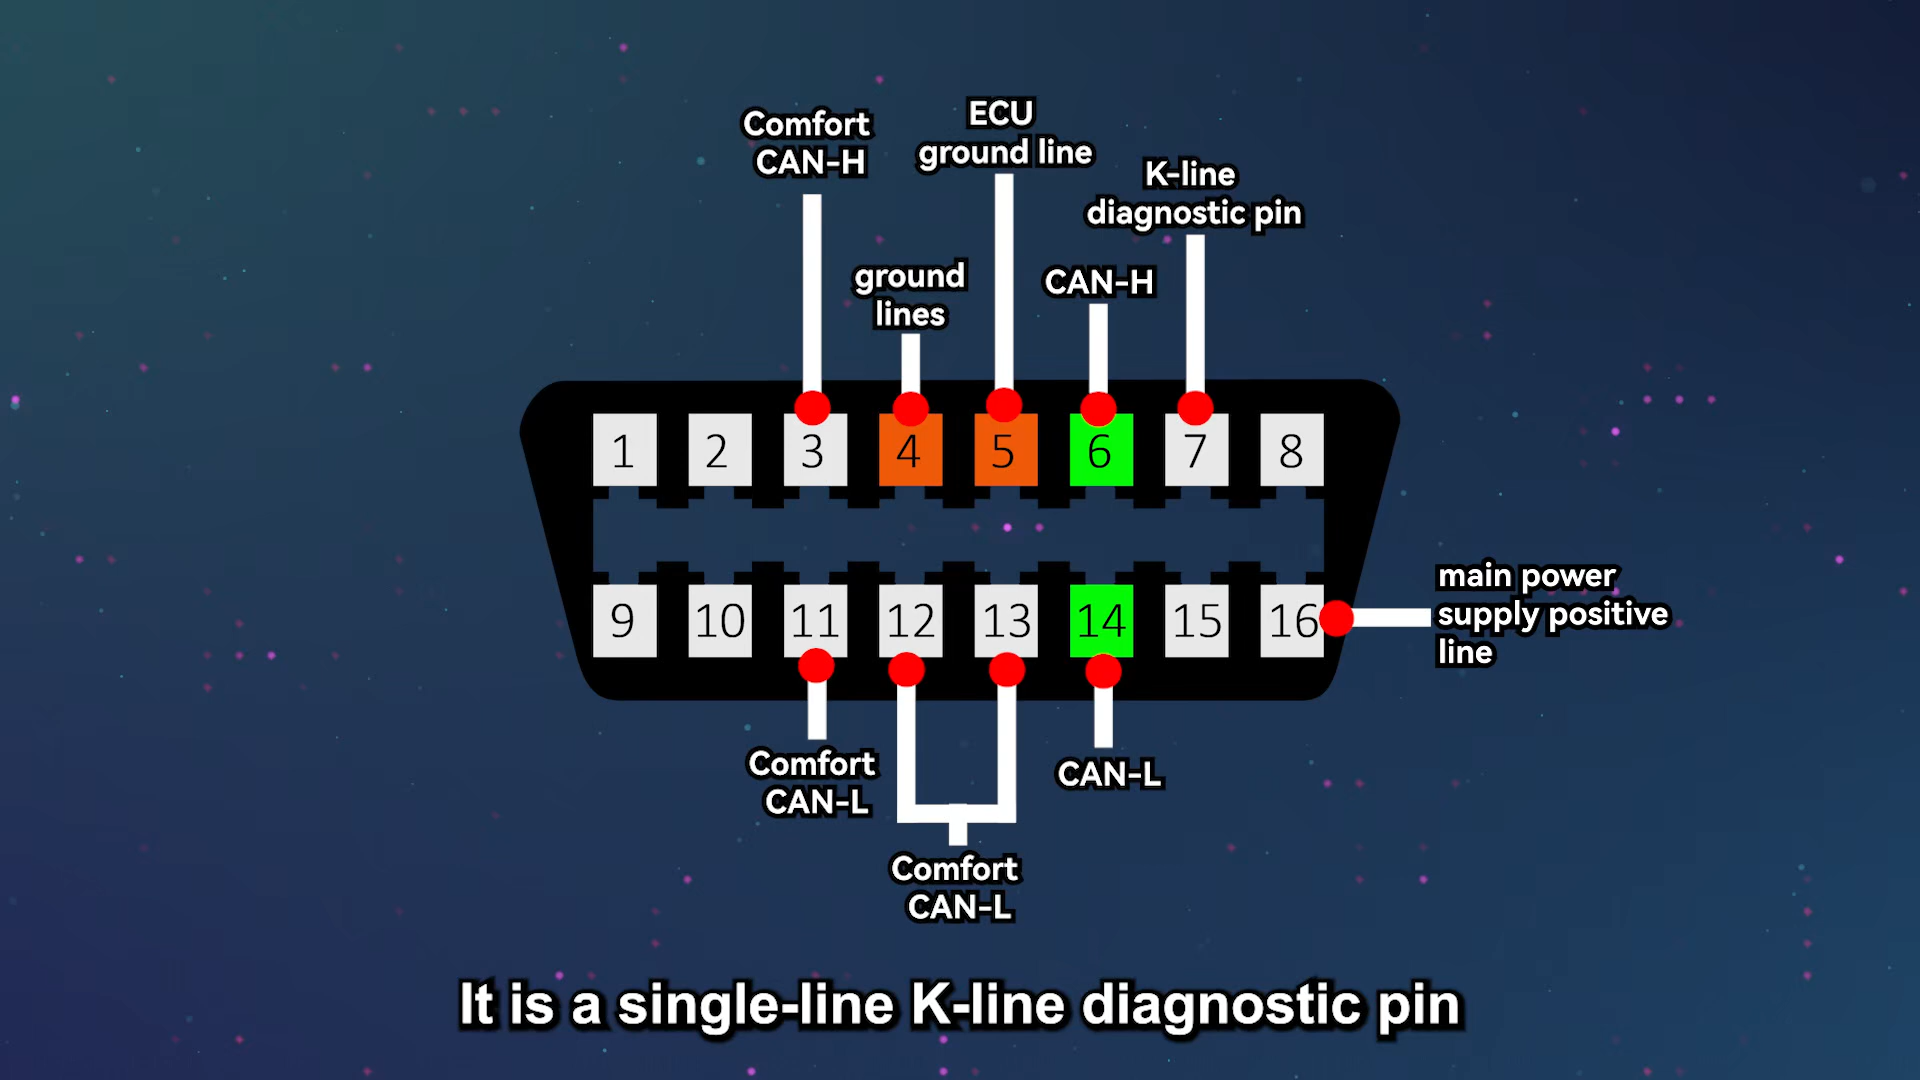 Comfort
CAN-H
ECU
ground line
K-line
diagnostic pin
ground
lines
CAN-H
1 2 3 4 5 6 7 8
9 10 11 12 13 14 15 16
main power
supply positive
line
Comfort
CAN-L
CAN-L
Comfort
CAN-L
It is a single-line K-line diagnostic pin